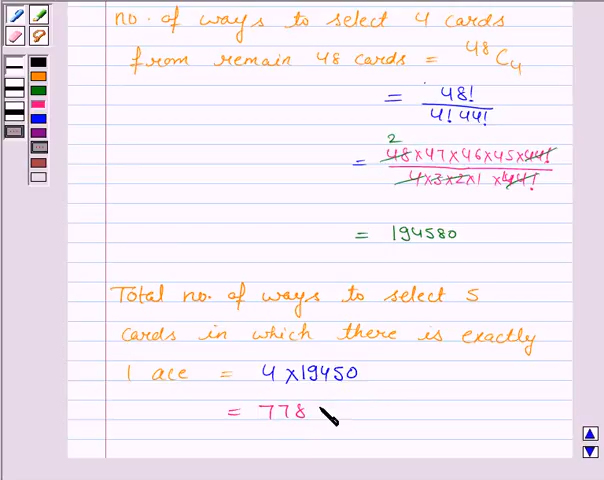 no. of ways to select 4 cards
from remain 48 cards = ⁴⁸C₄
= 48! / 4! 44!
2
= 48×47×46×45×44! / 4×3×2×1 ×44!
= 194580
Total no. of ways to select 5
cards in which there is exactly
1 ace = 4 ×19450
= 778